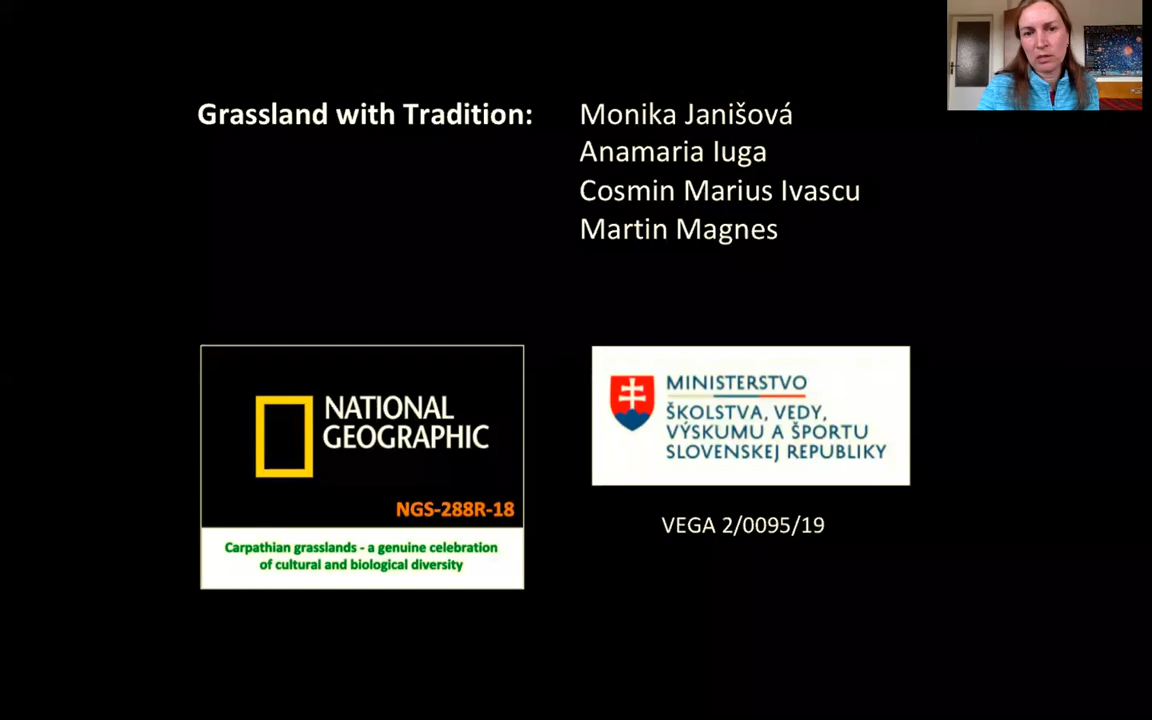 Grassland with Tradition:
Monika Janišová
Anamaria Iuga
Cosmin Marius Ivascu
Martin Magnes
NATIONAL
GEOGRAPHIC
NGS-288R-18
Carpathian grasslands - a genuine celebration
of cultural and biological diversity
MINISTERSTVO
ŠKOLSTVA, VEDY,
VÝSKUMU A ŠPORTU
SLOVENSKEJ REPUBLIKY
VEGA 2/0095/19